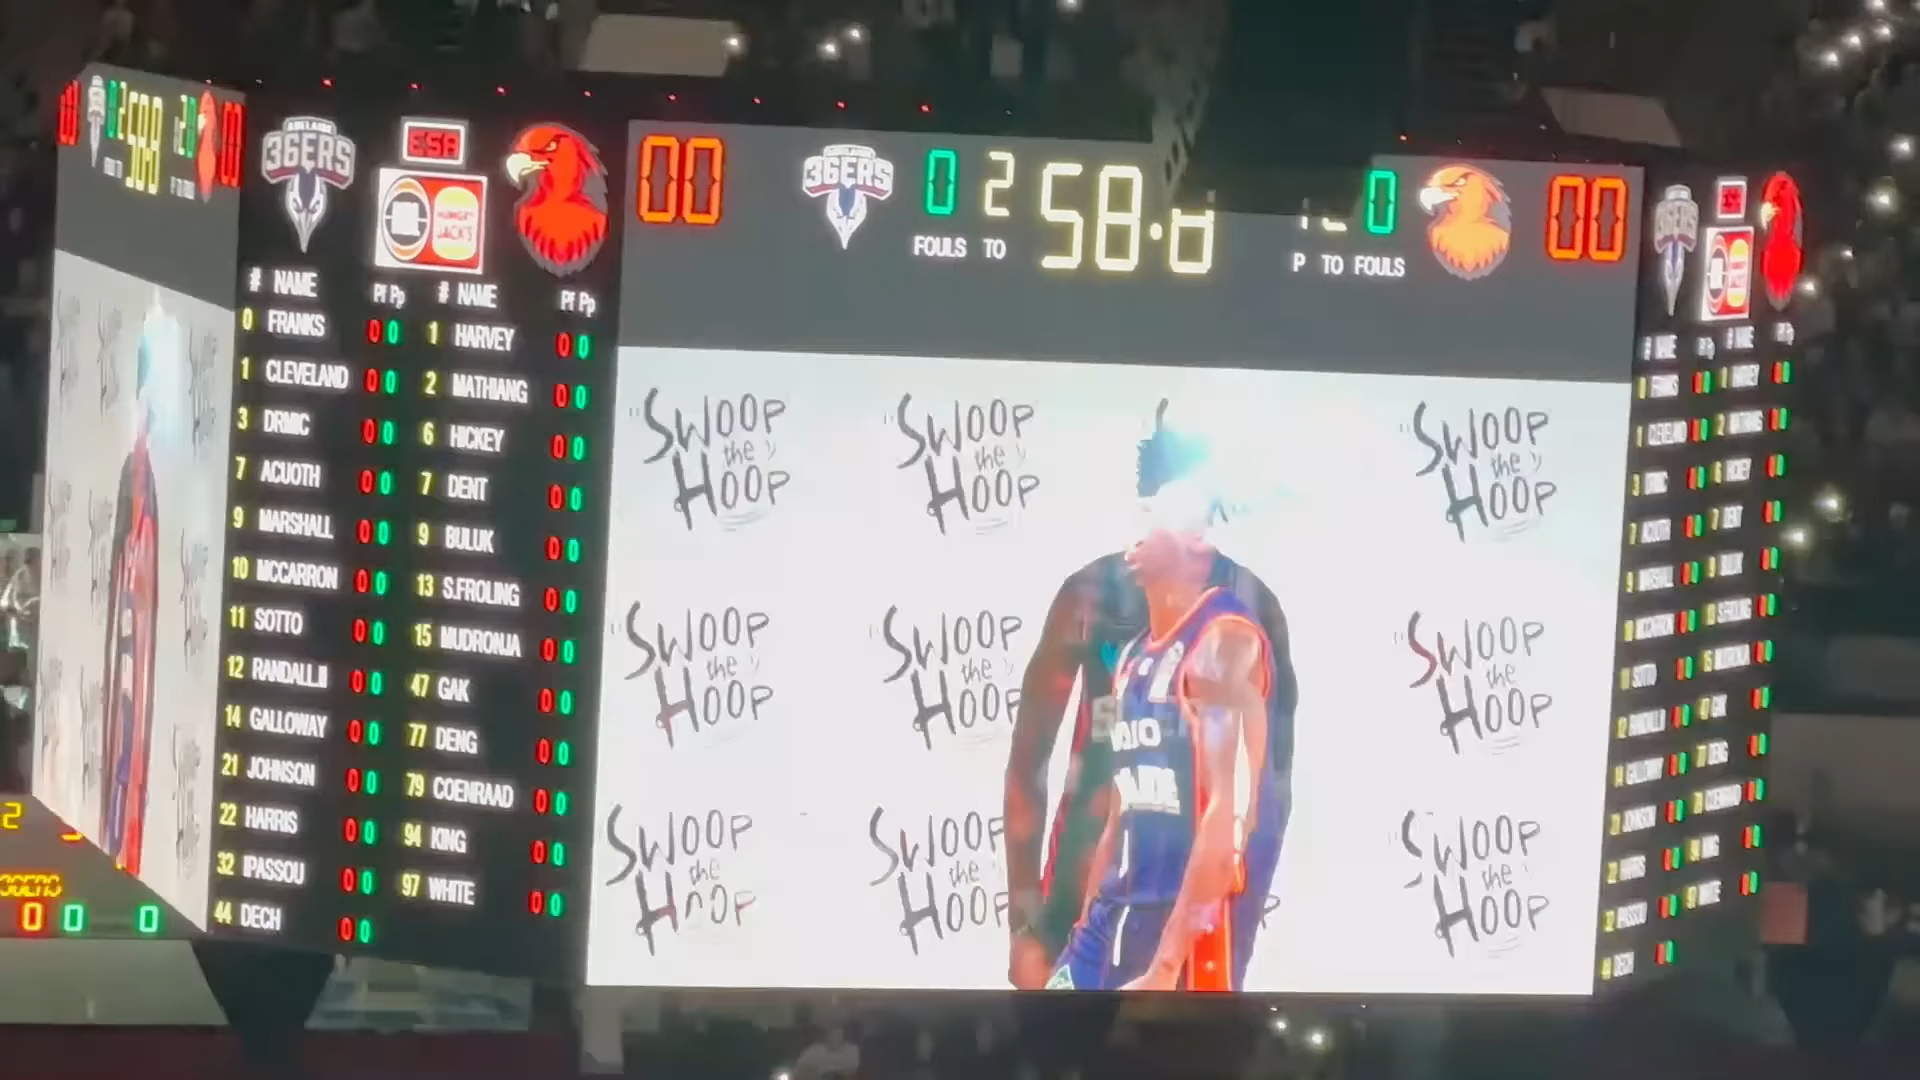 ADELAIDE
36ERS
ESA
HUNGRY
JACK'S
# NAME Pf Pp # NAME Pf Pp
0 FRANKS 0 0 1 HARVEY 0 0
1 CLEVELAND 0 0 2 MATHIANG 0 0
3 DRMIC 0 0 6 HICKEY 0 0
7 ACUOTH 0 0 7 DENT 0 0
9 MARSHALL 0 0 9 BULUK 0 0
10 MCCARRON 0 0 13 S.FROLING 0 0
11 SOTTO 0 0 15 MUDRONJA 0 0
12 RANDALL.II 0 0 47 GAK 0 0
14 GALLOWAY 0 0 77 DENG 0 0
21 JOHNSON 0 0 79 COENRAAD 0 0
22 HARRIS 0 0 94 KING 0 0
32 IPASSOU 0 0 97 WHITE 0 0
44 DECH 0 0
00 36ERS 0 2 58.8 0 00
FOULS TO P TO FOULS
SWOOP the HOOP
SWOOP the HOOP
SWOOP the HOOP
SWOOP the HOOP
SWOOP the HOOP
SWOOP the HOOP
SWOOP the HOOP
SWOOP the HOOP
SWOOP the HOOP